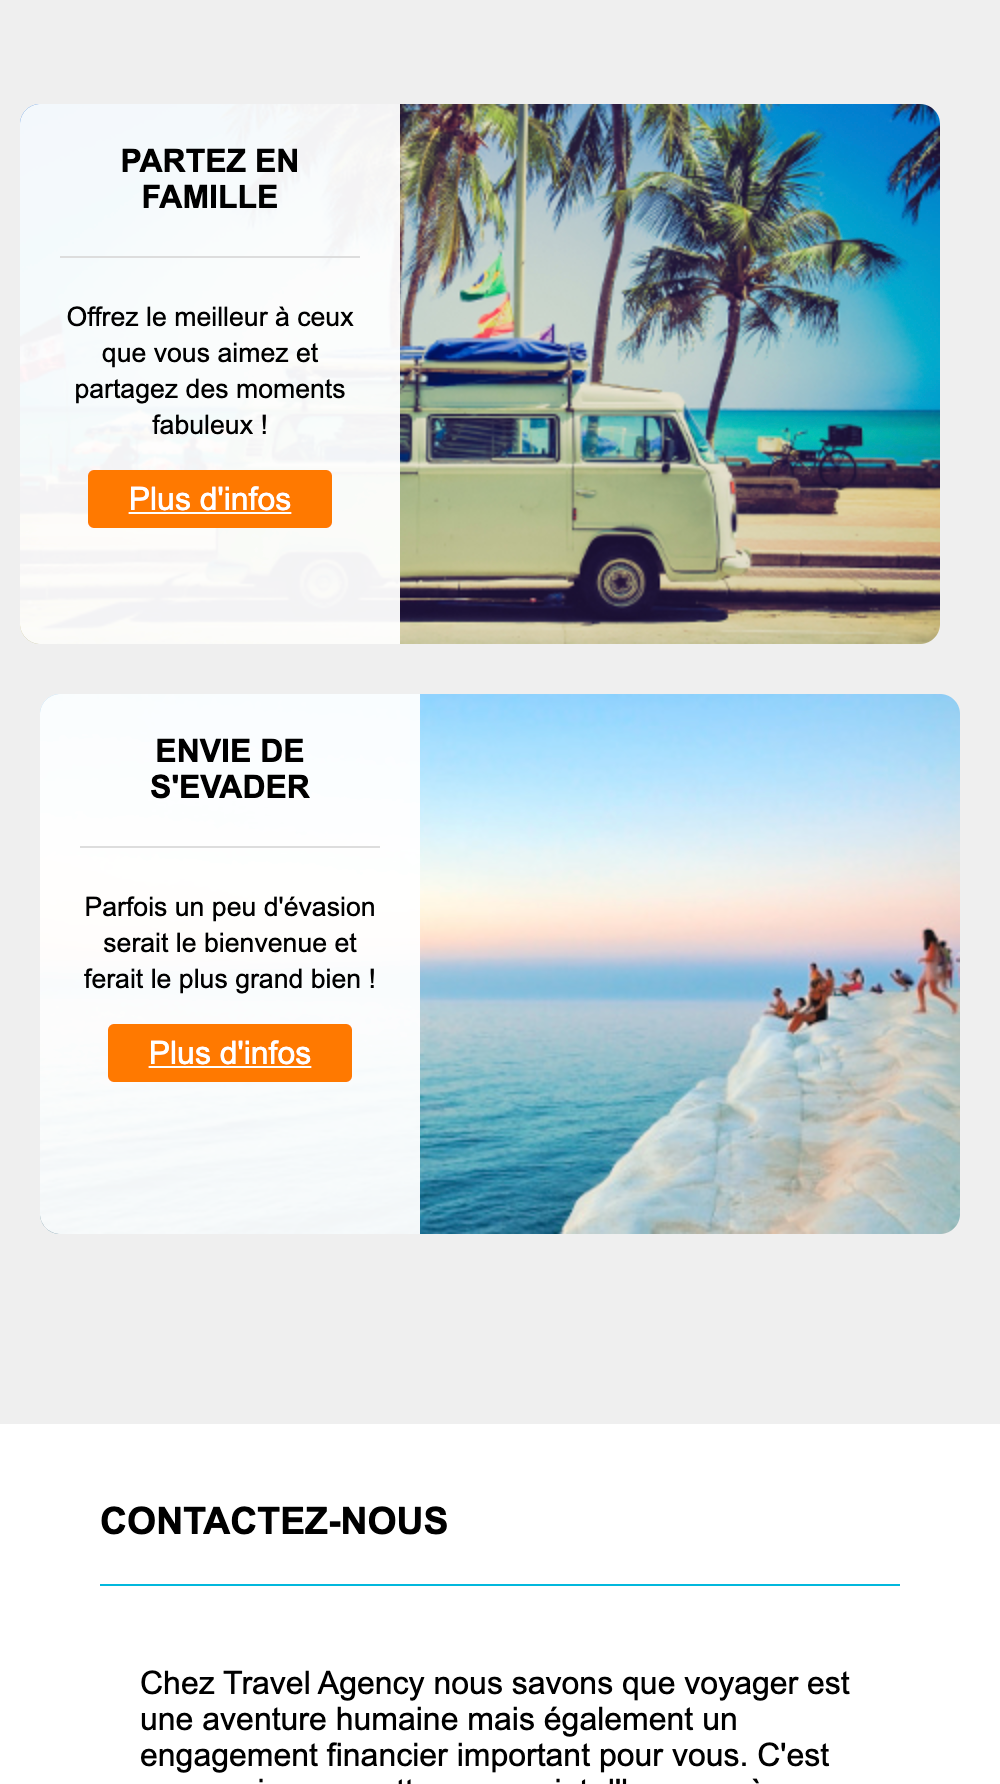 PARTEZ EN
FAMILLE
Offrez le meilleur à ceux
que vous aimez et
partagez des moments
fabuleux !
Plus d'infos
ENVIE DE
S'EVADER
Parfois un peu d'évasion
serait le bienvenue et
ferait le plus grand bien !
Plus d'infos
CONTACTEZ-NOUS
Chez Travel Agency nous savons que voyager est
une aventure humaine mais également un
engagement financier important pour vous. C'est